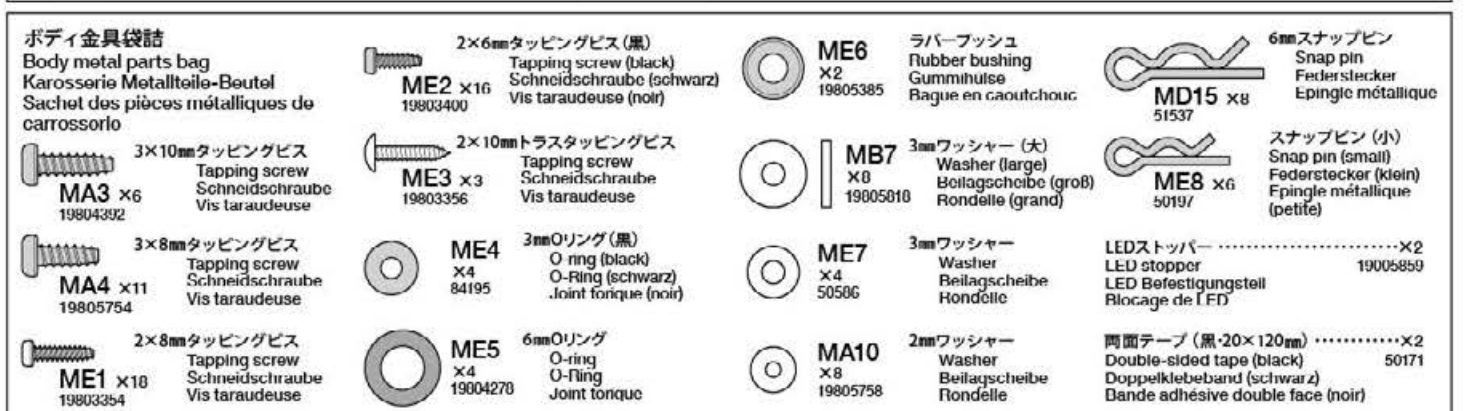 ボディ金具袋詰
Body metal parts bag
Karosserie Metallteile-Beutel
Sachet des pièces métalliques de
carrosserie
3×10mmタッピングビス
Tapping screw
Schneidschraube
Vis taraudeuse
MA3 ×6
19804392
3×8mmタッピングビス
Tapping screw
Schneidschraube
Vis taraudeuse
MA4 ×11
19805754
2×8mmタッピングビス
Tapping screw
Schneidschraube
Vis taraudeuse
ME1 ×18
19803354
2×6mmタッピングビス(黒)
Tapping screw (black)
Schneidschraube (schwarz)
Vis taraudeuse (noir)
ME2 ×16
19803400
2×10mmトラスタッピングビス
Tapping screw
Schneidschraube
Vis taraudeuse
ME3 ×3
19803356
3mmOリング(黒)
O-ring (black)
O-Ring (schwarz)
Joint torique (noir)
ME4
×4
84195
6mmOリング
O-ring
O-Ring
Joint torique
ME5
×4
19804278
ME6
×2
19805385
ラバーブッシュ
Rubber bushing
Gummihülse
Bague en caoutchouc
MB7
×8
19805818
3mmワッシャー(大)
Washer (large)
Beilagscheibe (groß)
Rondelle (grand)
ME7
×4
50586
3mmワッシャー
Washer
Beilagscheibe
Rondelle
MA10
×8
19805758
2mmワッシャー
Washer
Beilagscheibe
Rondelle
6mmスナップピン
Snap pin
Federstecker
Epingle métallique
MD15 ×8
51537
スナップピン(小)
Snap pin (small)
Federstecker (klein)
Epingle métallique
(petite)
ME8 ×6
50197
LEDストッパー ······················×2
LED stopper 19005859
LED Befestigungsteil
Blocage de LED
両面テープ(黒・20×120mm)············×2
Double-sided tape (black) 50171
Doppelklebeband (schwarz)
Bande adhésive double face (noir)